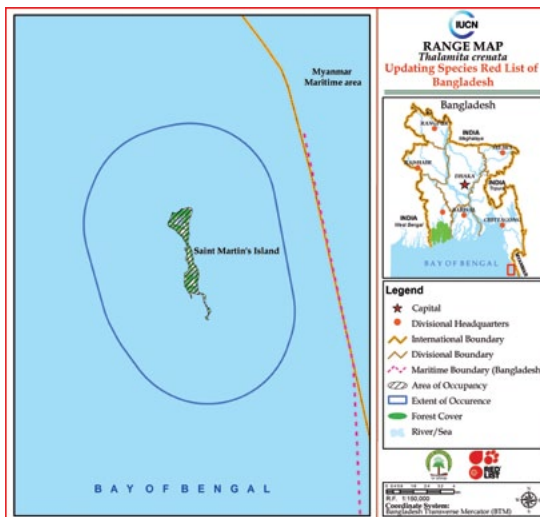 Myanmar
Maritime area
Saint Martin's Island
BAY OF BENGAL
IUCN
RANGE MAP
Thalamita crenata
Updating Species Red List of
Bangladesh
Bangladesh
INDIA
Meghalaya
DHAKA
INDIA
Tripura
INDIA
West Bengal
BAY OF BENGAL
Legend
Capital
Divisional Headquarters
International Boundary
Divisional Boundary
Maritime Boundary (Bangladesh
Area of Occupancy
Extent of Occurence
Forest Cover
River/Sea
RED
LIST
R.F. 1:150,000
Coordinate System:
Bangladesh Transverse Mercator (BTM)